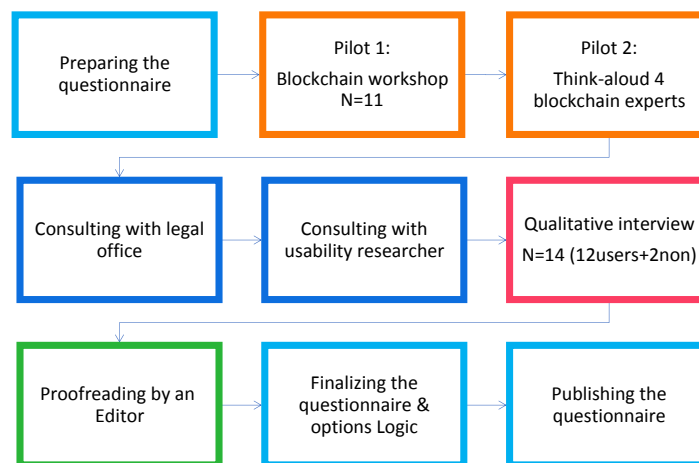 Preparing the
questionnaire
Pilot 1:
Blockchain workshop
N=11
Pilot 2:
Think-aloud 4
blockchain experts
Consulting with legal
office
Consulting with
usability researcher
Qualitative interview
N=14 (12users+2non)
Proofreading by an
Editor
Finalizing the
questionnaire &
options Logic
Publishing the
questionnaire